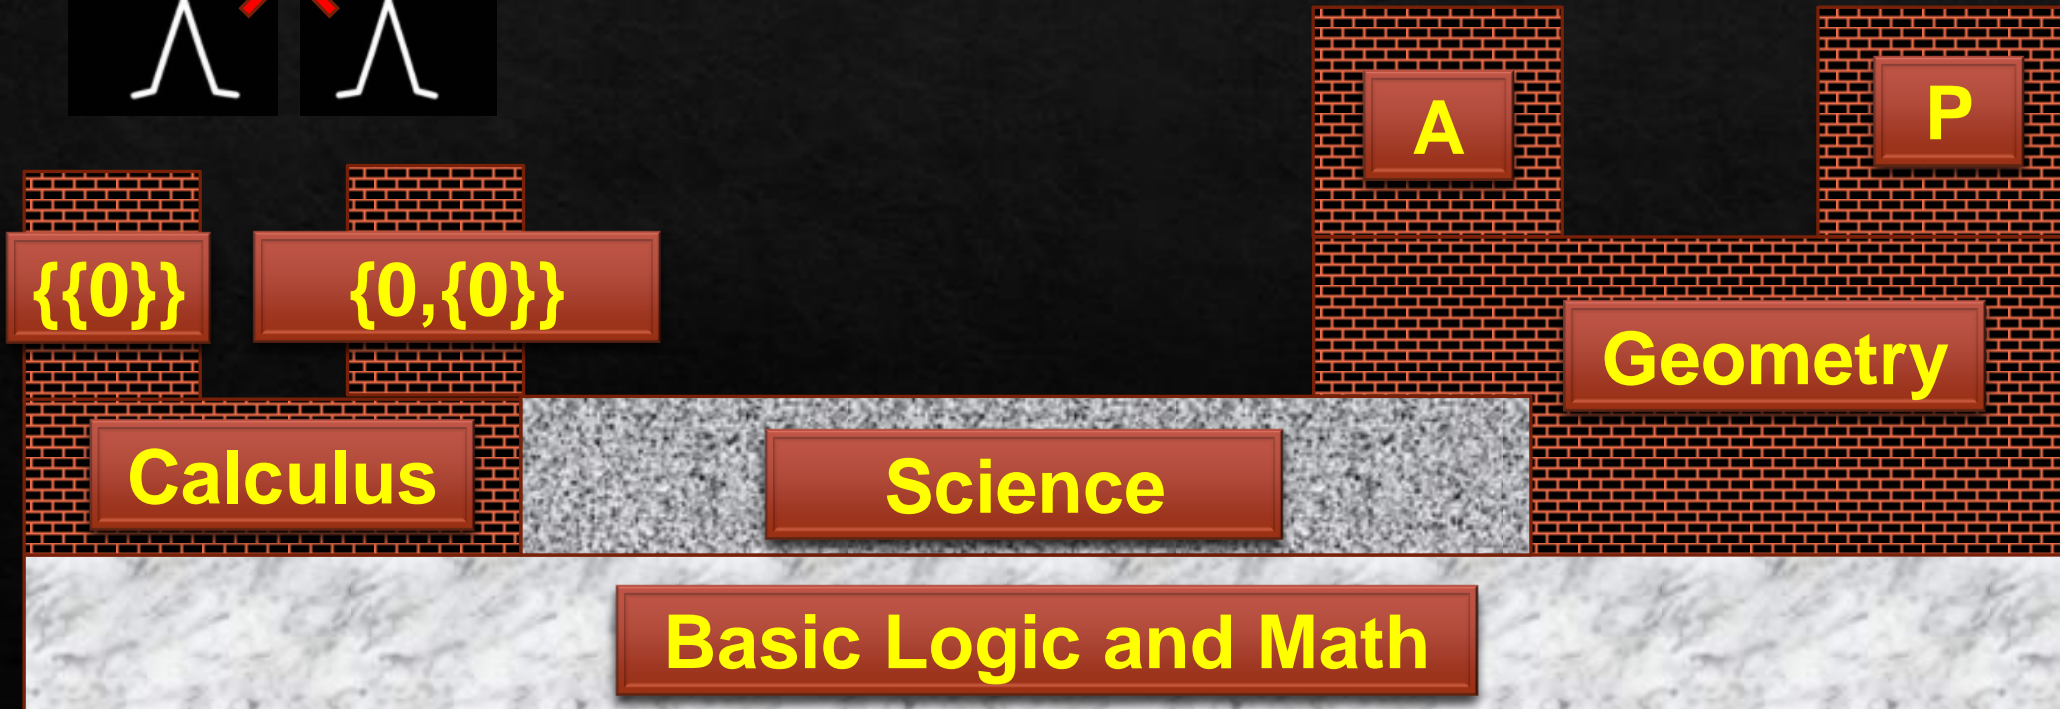 A
P
{{0}}
{0,{0}}
Geometry
Calculus
Science
Basic Logic and Math